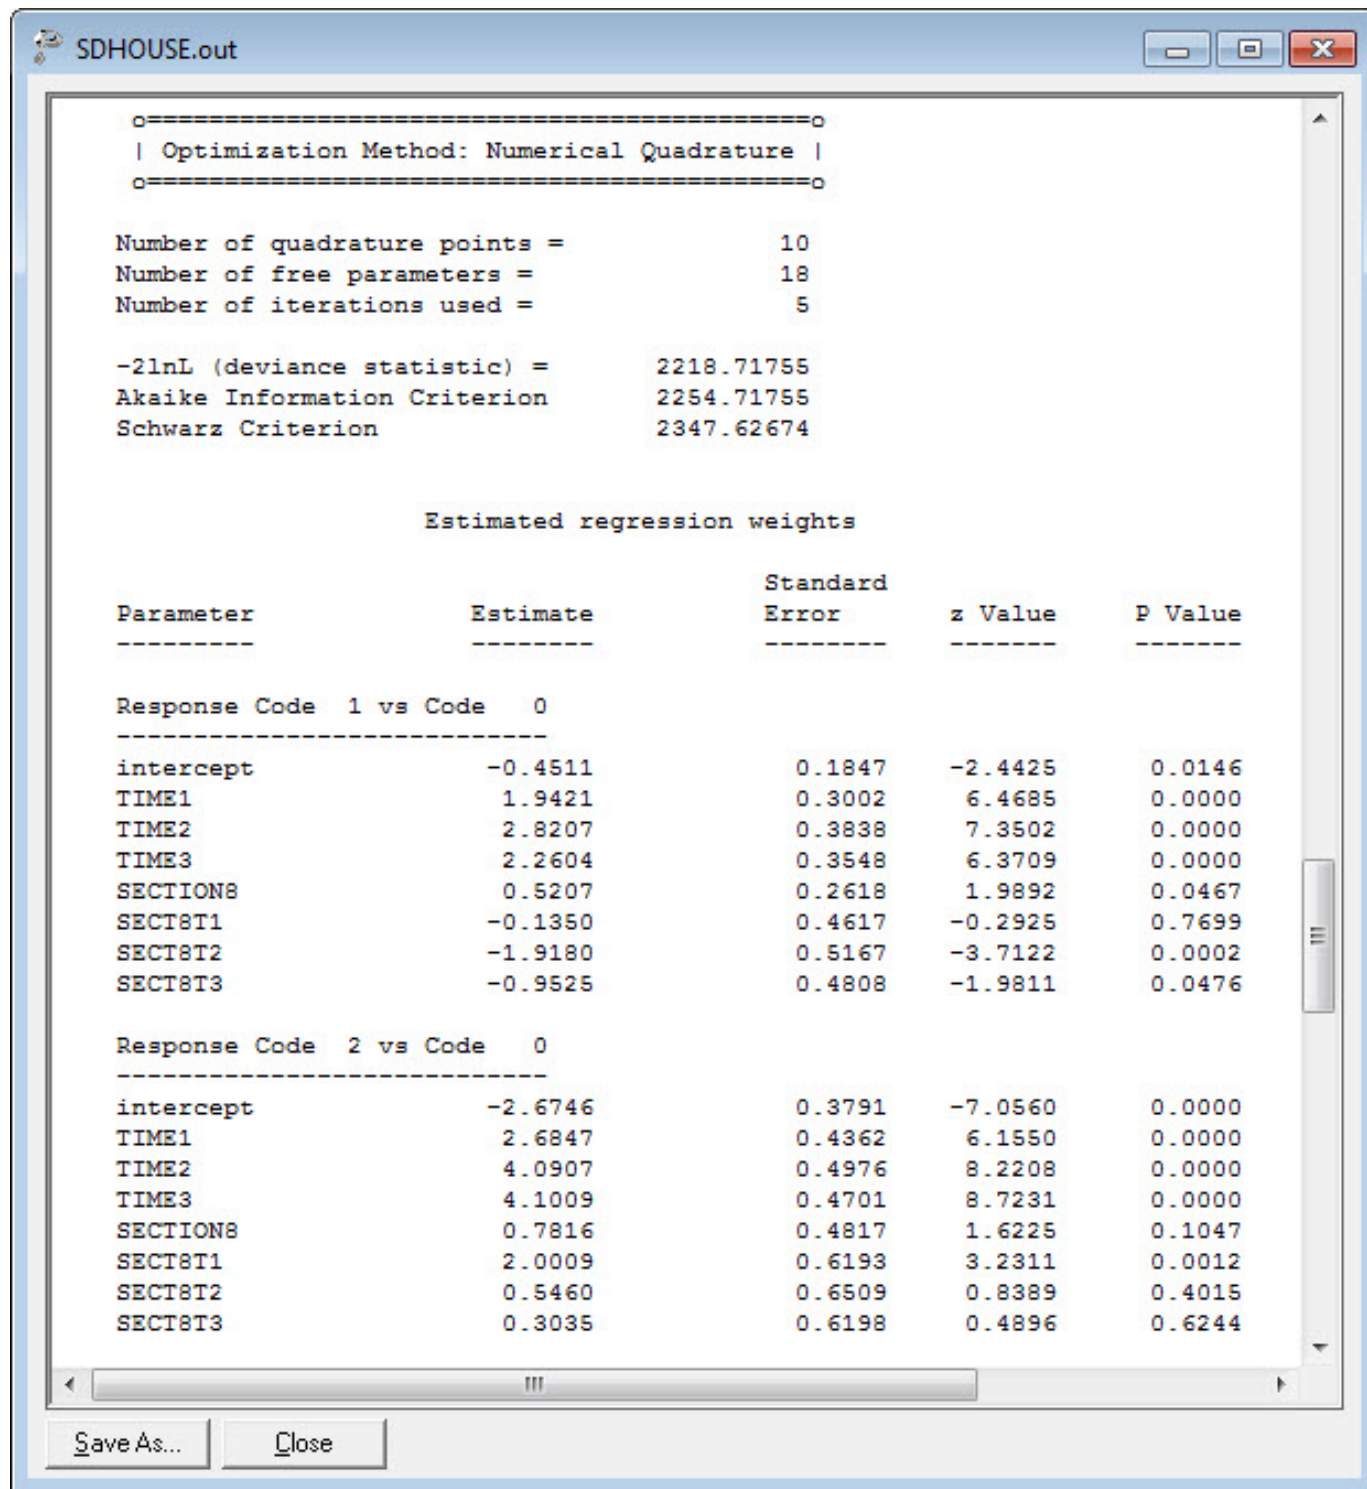 SDHOUSE.out
o===========================================o
| Optimization Method: Numerical Quadrature |
o===========================================o
Number of quadrature points = 10
Number of free parameters = 18
Number of iterations used = 5
-2lnL (deviance statistic) = 2218.71755
Akaike Information Criterion 2254.71755
Schwarz Criterion 2347.62674
Estimated regression weights
Standard
Parameter Estimate Error z Value P Value
--------- -------- -------- ------- -------
Response Code 1 vs Code 0
----------------------------
intercept -0.4511 0.1847 -2.4425 0.0146
TIME1 1.9421 0.3002 6.4685 0.0000
TIME2 2.8207 0.3838 7.3502 0.0000
TIME3 2.2604 0.3548 6.3709 0.0000
SECTION8 0.5207 0.2618 1.9892 0.0467
SECT8T1 -0.1350 0.4617 -0.2925 0.7699
SECT8T2 -1.9180 0.5167 -3.7122 0.0002
SECT8T3 -0.9525 0.4808 -1.9811 0.0476
Response Code 2 vs Code 0
----------------------------
intercept -2.6746 0.3791 -7.0560 0.0000
TIME1 2.6847 0.4362 6.1550 0.0000
TIME2 4.0907 0.4976 8.2208 0.0000
TIME3 4.1009 0.4701 8.7231 0.0000
SECTION8 0.7816 0.4817 1.6225 0.1047
SECT8T1 2.0009 0.6193 3.2311 0.0012
SECT8T2 0.5460 0.6509 0.8389 0.4015
SECT8T3 0.3035 0.6198 0.4896 0.6244
Save As... Close